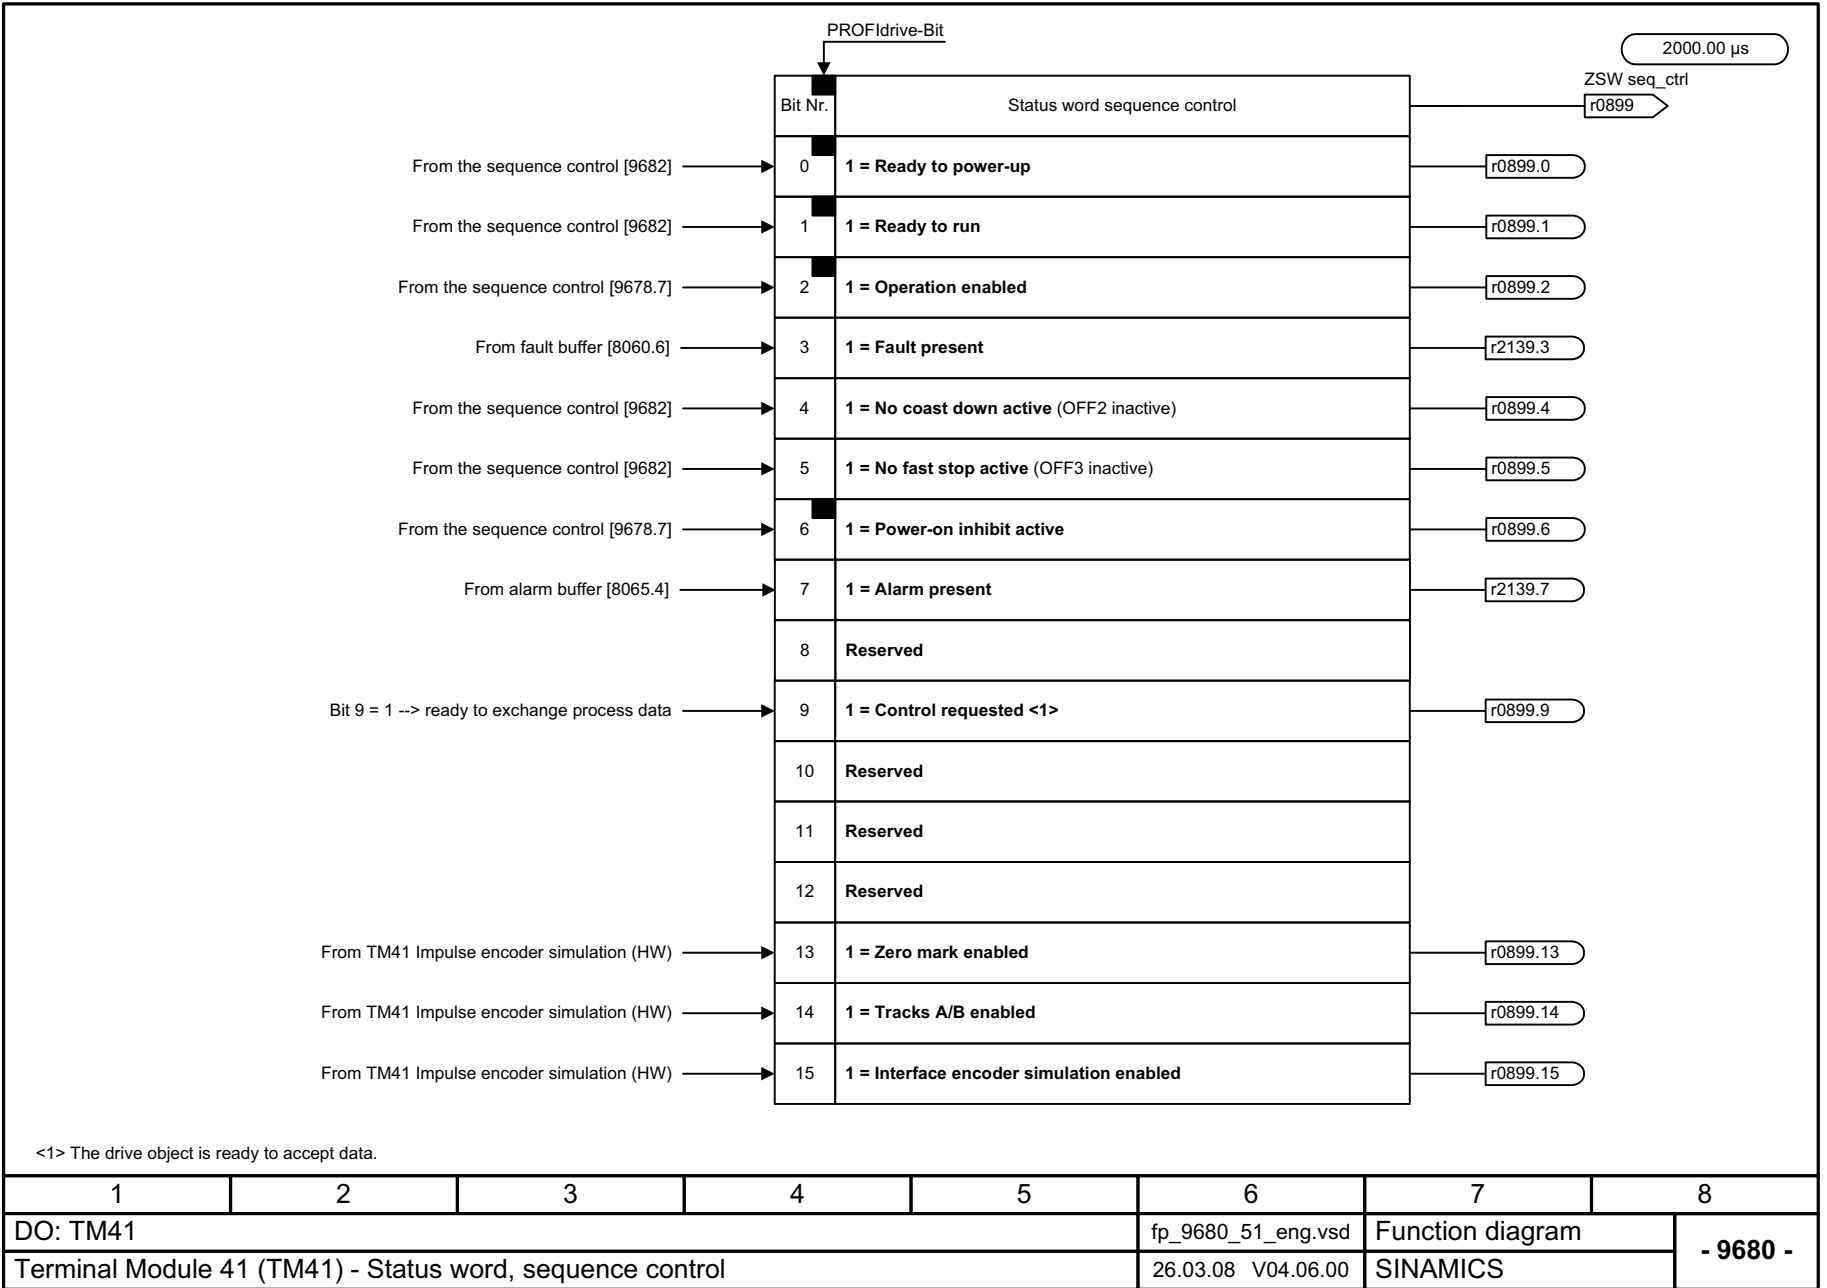 PROFIdrive-Bit
2000.00 µs
ZSW seq_ctrl
Bit Nr. Status word sequence control r0899
From the sequence control [9682] 0 1 = Ready to power-up r0899.0
From the sequence control [9682] 1 1 = Ready to run r0899.1
From the sequence control [9678.7] 2 1 = Operation enabled r0899.2
From fault buffer [8060.6] 3 1 = Fault present r2139.3
From the sequence control [9682] 4 1 = No coast down active (OFF2 inactive) r0899.4
From the sequence control [9682] 5 1 = No fast stop active (OFF3 inactive) r0899.5
From the sequence control [9678.7] 6 1 = Power-on inhibit active r0899.6
From alarm buffer [8065.4] 7 1 = Alarm present r2139.7
8 Reserved
Bit 9 = 1 --> ready to exchange process data 9 1 = Control requested <1> r0899.9
10 Reserved
11 Reserved
12 Reserved
From TM41 Impulse encoder simulation (HW) 13 1 = Zero mark enabled r0899.13
From TM41 Impulse encoder simulation (HW) 14 1 = Tracks A/B enabled r0899.14
From TM41 Impulse encoder simulation (HW) 15 1 = Interface encoder simulation enabled r0899.15
<1> The drive object is ready to accept data.
1 2 3 4 5 6 7 8
DO: TM41 fp_9680_51_eng.vsd Function diagram
- 9680 -
Terminal Module 41 (TM41) - Status word, sequence control 26.03.08 V04.06.00 SINAMICS